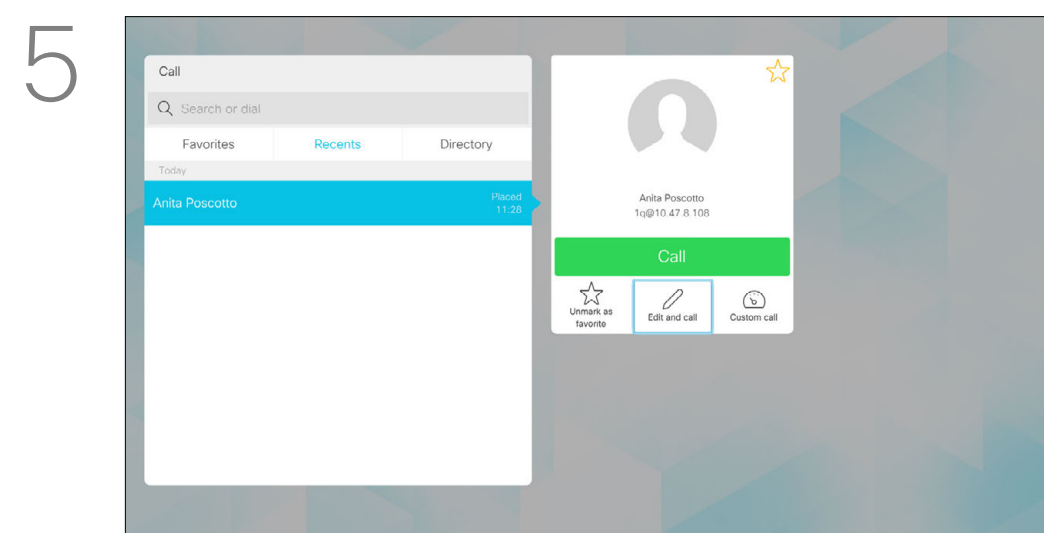 5
Call
Search or dial
Favorites Recents Directory
Today
Anita Poscotto
Placed
11:28
Anita Poscotto
1q@10.47.8.108
Call
Unmark as
favorite
Edit and call
Custom call